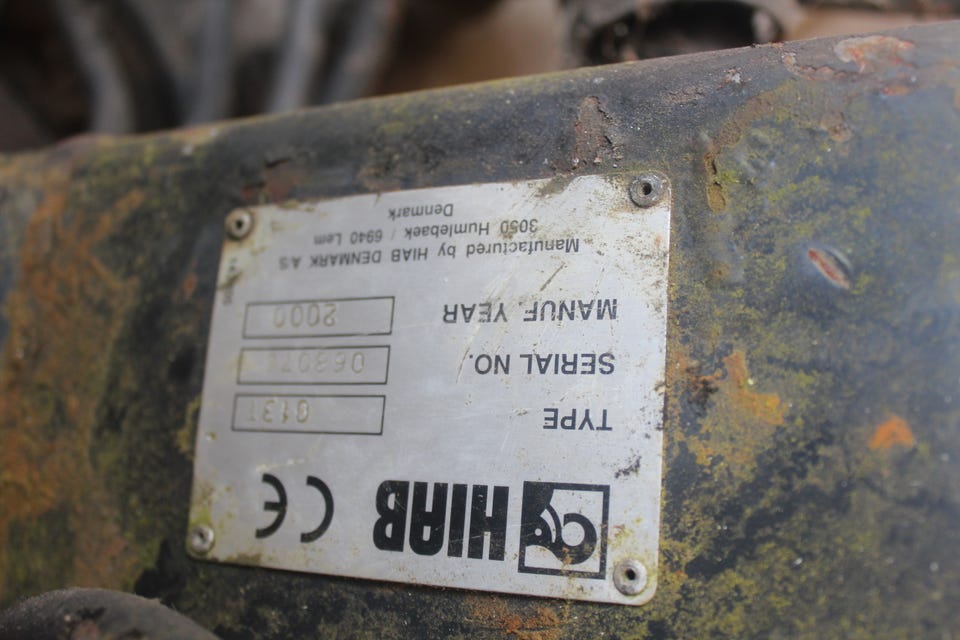 HIAB CE
TYPE 013T
SERIAL NO.
MANUF. YEAR 2000
Manufactured by HIAB DENMARK A/S
3050 Humlebaek / 6940 Lem
Denmark